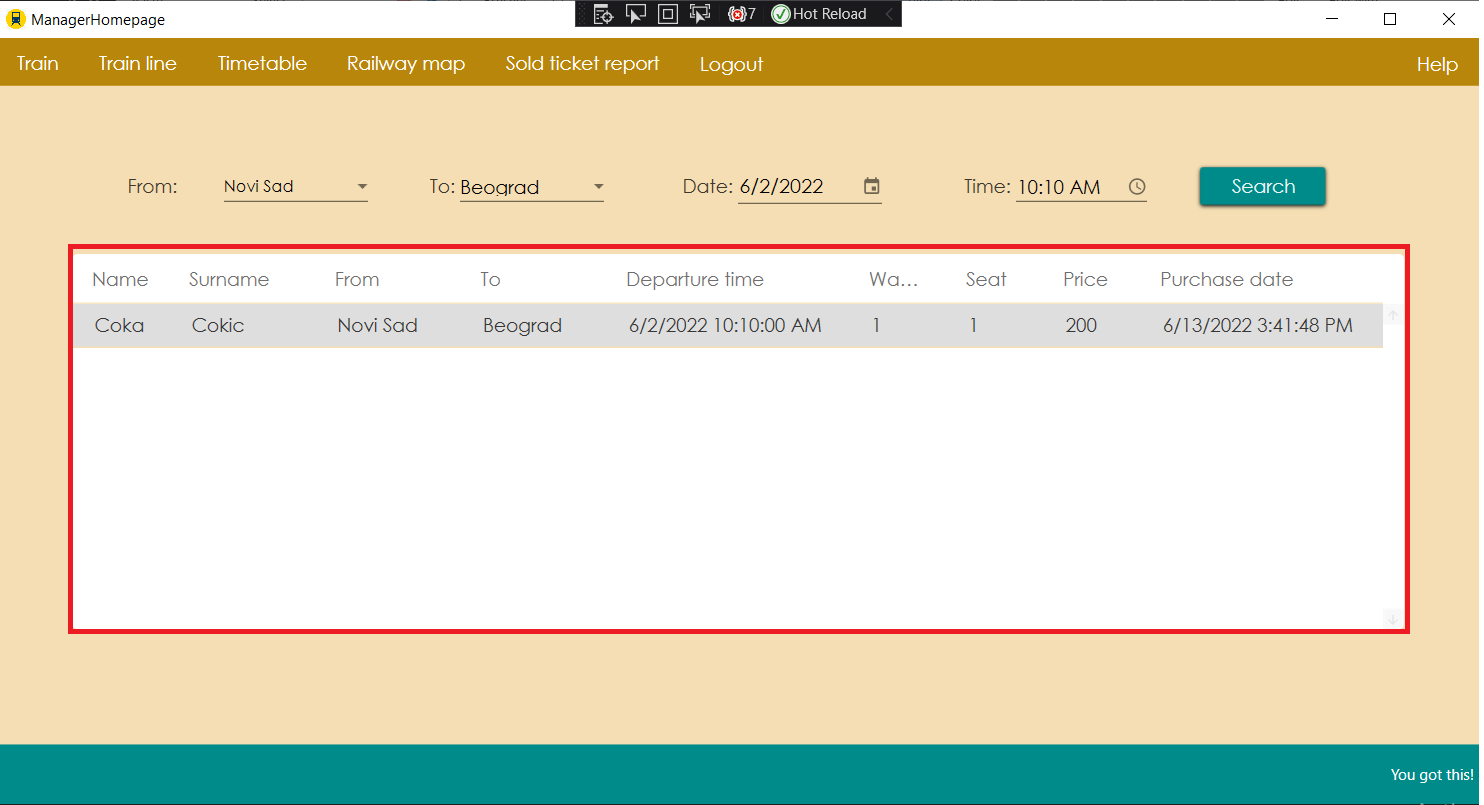 ManagerHomepage
7 Hot Reload
Train Train line Timetable Railway map Sold ticket report Logout Help
From: Novi Sad To: Beograd Date: 6/2/2022 Time: 10:10 AM Search
Name Surname From To Departure time Wa... Seat Price Purchase date
Coka Cokic Novi Sad Beograd 6/2/2022 10:10:00 AM 1 1 200 6/13/2022 3:41:48 PM
You got this!